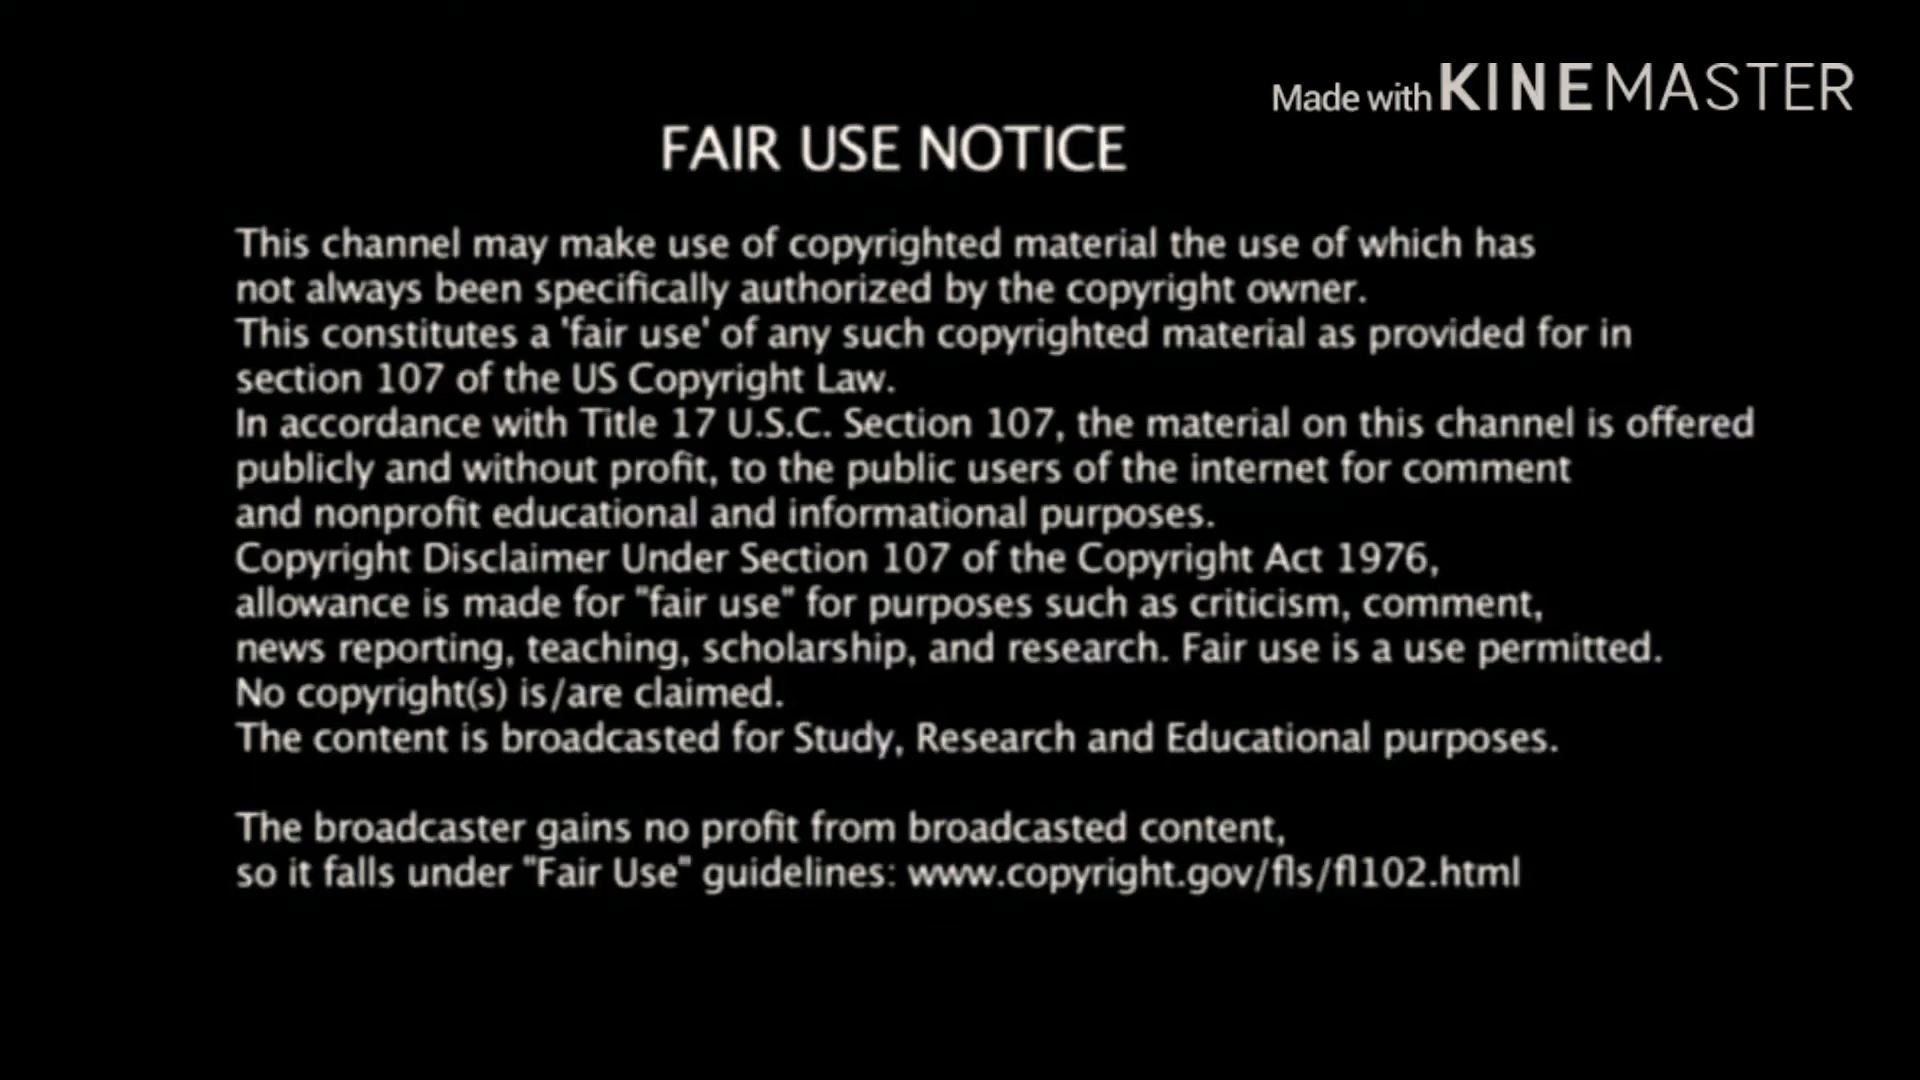 Made with KINEMASTER
FAIR USE NOTICE
This channel may make use of copyrighted material the use of which has
not always been specifically authorized by the copyright owner.
This constitutes a 'fair use' of any such copyrighted material as provided for in
section 107 of the US Copyright Law.
In accordance with Title 17 U.S.C. Section 107, the material on this channel is offered
publicly and without profit, to the public users of the internet for comment
and nonprofit educational and informational purposes.
Copyright Disclaimer Under Section 107 of the Copyright Act 1976,
allowance is made for "fair use" for purposes such as criticism, comment,
news reporting, teaching, scholarship, and research. Fair use is a use permitted.
No copyright(s) is/are claimed.
The content is broadcasted for Study, Research and Educational purposes.
The broadcaster gains no profit from broadcasted content,
so it falls under "Fair Use" guidelines: www.copyright.gov/fls/fl102.html